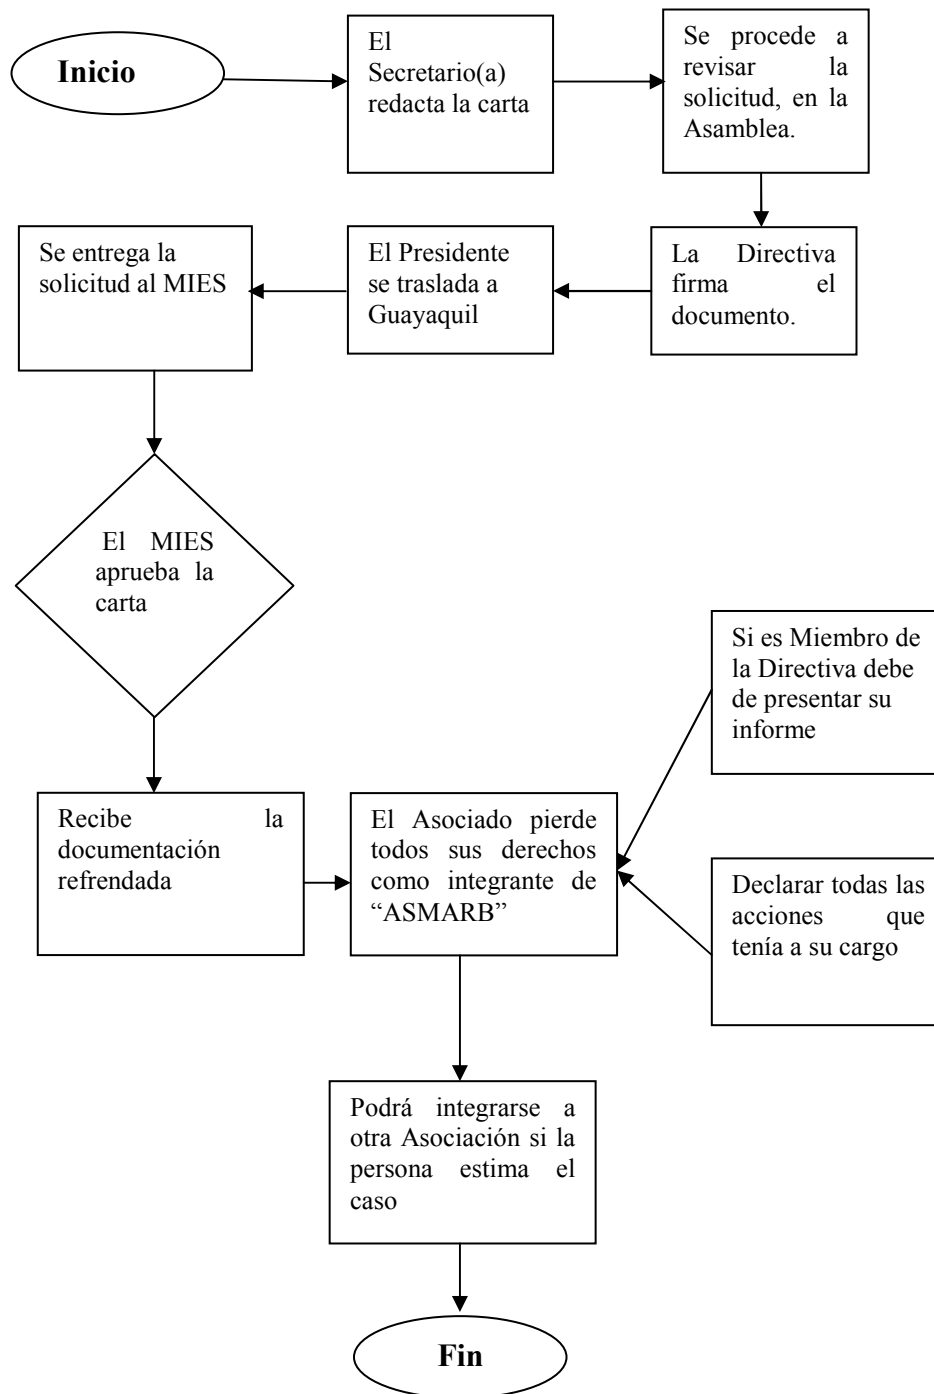 Inicio
El
Secretario(a)
redacta la carta
Se procede a
revisar la
solicitud, en la
Asamblea.
La Directiva
firma el
documento.
El Presidente
se traslada a
Guayaquil
Se entrega la
solicitud al MIES
El MIES
aprueba la
carta
Recibe la
documentación
refrendada
El Asociado pierde
todos sus derechos
como integrante de
“ASMARB”
Si es Miembro de
la Directiva debe
de presentar su
informe
Declarar todas las
acciones que
tenía a su cargo
Podrá integrarse a
otra Asociación si la
persona estima el
caso
Fin